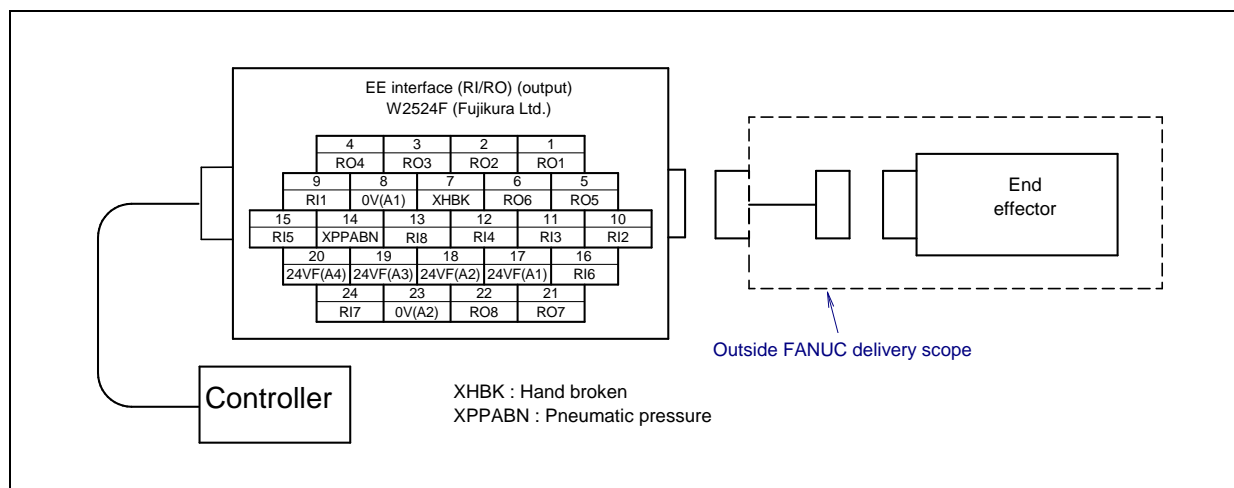 EE interface (RI/RO) (output)
W2524F (Fujikura Ltd.)
4 3 2 1
RO4 RO3 RO2 RO1
9 8 7 6 5
RI1 0V(A1) XHBK RO6 RO5
15 14 13 12 11 10
RI5 XPPABN RI8 RI4 RI3 RI2
20 19 18 17 16
24VF(A4) 24VF(A3) 24VF(A2) 24VF(A1) RI6
24 23 22 21
RI7 0V(A2) RO8 RO7
End
effector
Outside FANUC delivery scope
Controller
XHBK : Hand broken
XPPABN : Pneumatic pressure